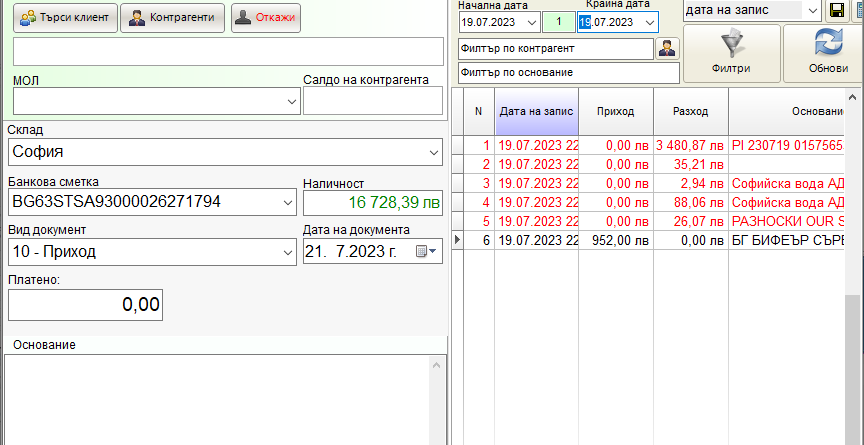 Търси клиент
Контрагенти
Откажи
МОЛ
Салдо на контрагента
Склад
София
Банкова сметка
Наличност
BG63STSA93000026271794
16 728,39 лв
Вид документ
Дата на документа
10 - Приход
21. 7.2023 г.
Платено:
0,00
Основание
Начална дата
Крайна дата
19.07.2023
1
19.07.2023
дата на запис
Филтър по контрагент
Филтър по основание
Филтри
Обнови
N Дата на запис Приход Разход Основание
1 19.07.2023 22 0,00 лв 3 480,87 лв PI 230719 0157565
2 19.07.2023 22 0,00 лв 35,21 лв
3 19.07.2023 22 0,00 лв 2,94 лв Софийска вода АД
4 19.07.2023 22 0,00 лв 88,06 лв Софийска вода АД
5 19.07.2023 22 0,00 лв 26,07 лв РАЗНОСКИ OUR S
6 19.07.2023 22 952,00 лв 0,00 лв БГ БИФЕЪР СЪРВ